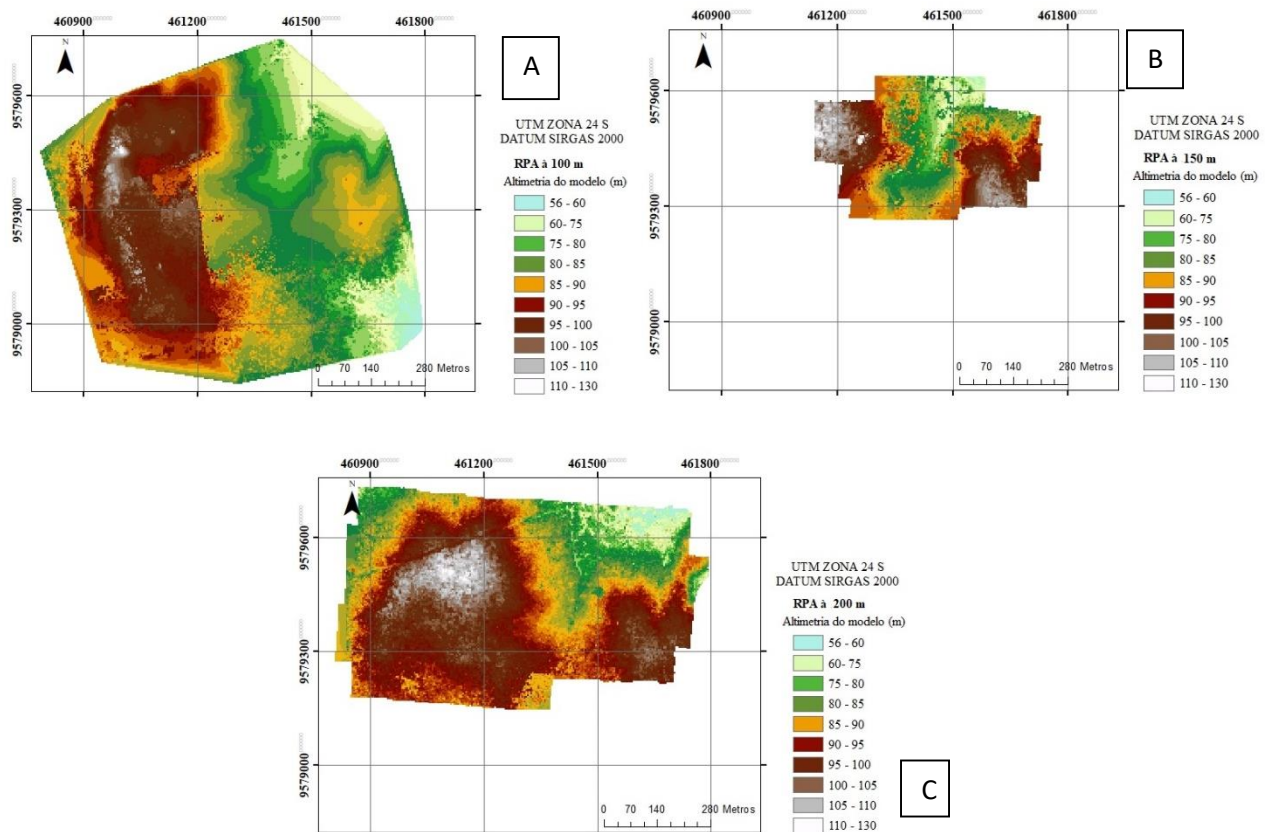 460900 461200 461500 461800
N
A
9579600
9579300
9579000
UTM ZONA 24 S
DATUM SIRGAS 2000
RPA à 100 m
Altimetria do modelo (m)
56 - 60
60- 75
75 - 80
80 - 85
85 - 90
90 - 95
95 - 100
100 - 105
105 - 110
110 - 130
0 70 140 280 Metros
460900 461200 461500 461800
N
B
9579600
9579300
9579000
UTM ZONA 24 S
DATUM SIRGAS 2000
RPA à 150 m
Altimetria do modelo (m)
56 - 60
60- 75
75 - 80
80 - 85
85 - 90
90 - 95
95 - 100
100 - 105
105 - 110
110 - 130
0 70 140 280 Metros
460900 461200 461500 461800
N
9579600
9579300
9579000
UTM ZONA 24 S
DATUM SIRGAS 2000
RPA à 200 m
Altimetria do modelo (m)
56 - 60
60- 75
75 - 80
80 - 85
85 - 90
90 - 95
95 - 100
100 - 105
105 - 110
110 - 130
C
0 70 140 280 Metros